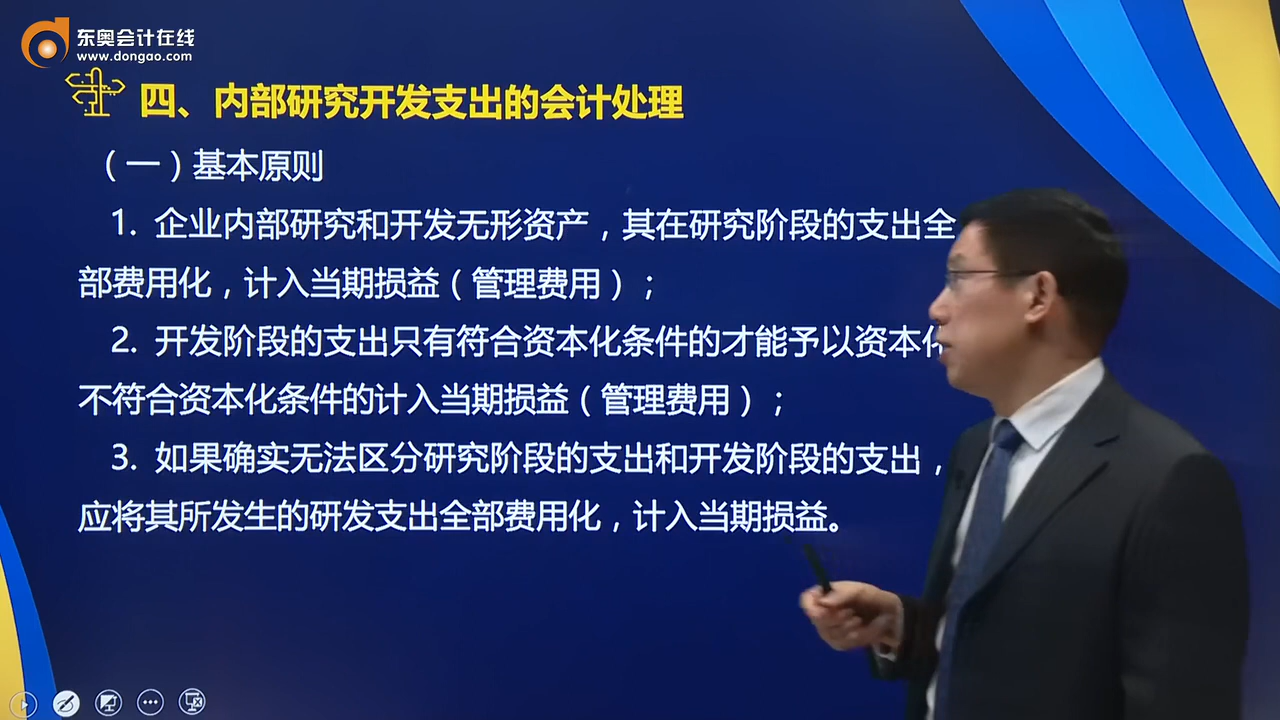 东奥会计在线
www.dongao.com
四、内部研究开发支出的会计处理
（一）基本原则
1. 企业内部研究和开发无形资产，其在研究阶段的支出全
部费用化，计入当期损益（管理费用）；
2. 开发阶段的支出只有符合资本化条件的才能予以资本化
不符合资本化条件的计入当期损益（管理费用）；
3. 如果确实无法区分研究阶段的支出和开发阶段的支出，
应将其所发生的研发支出全部费用化，计入当期损益。